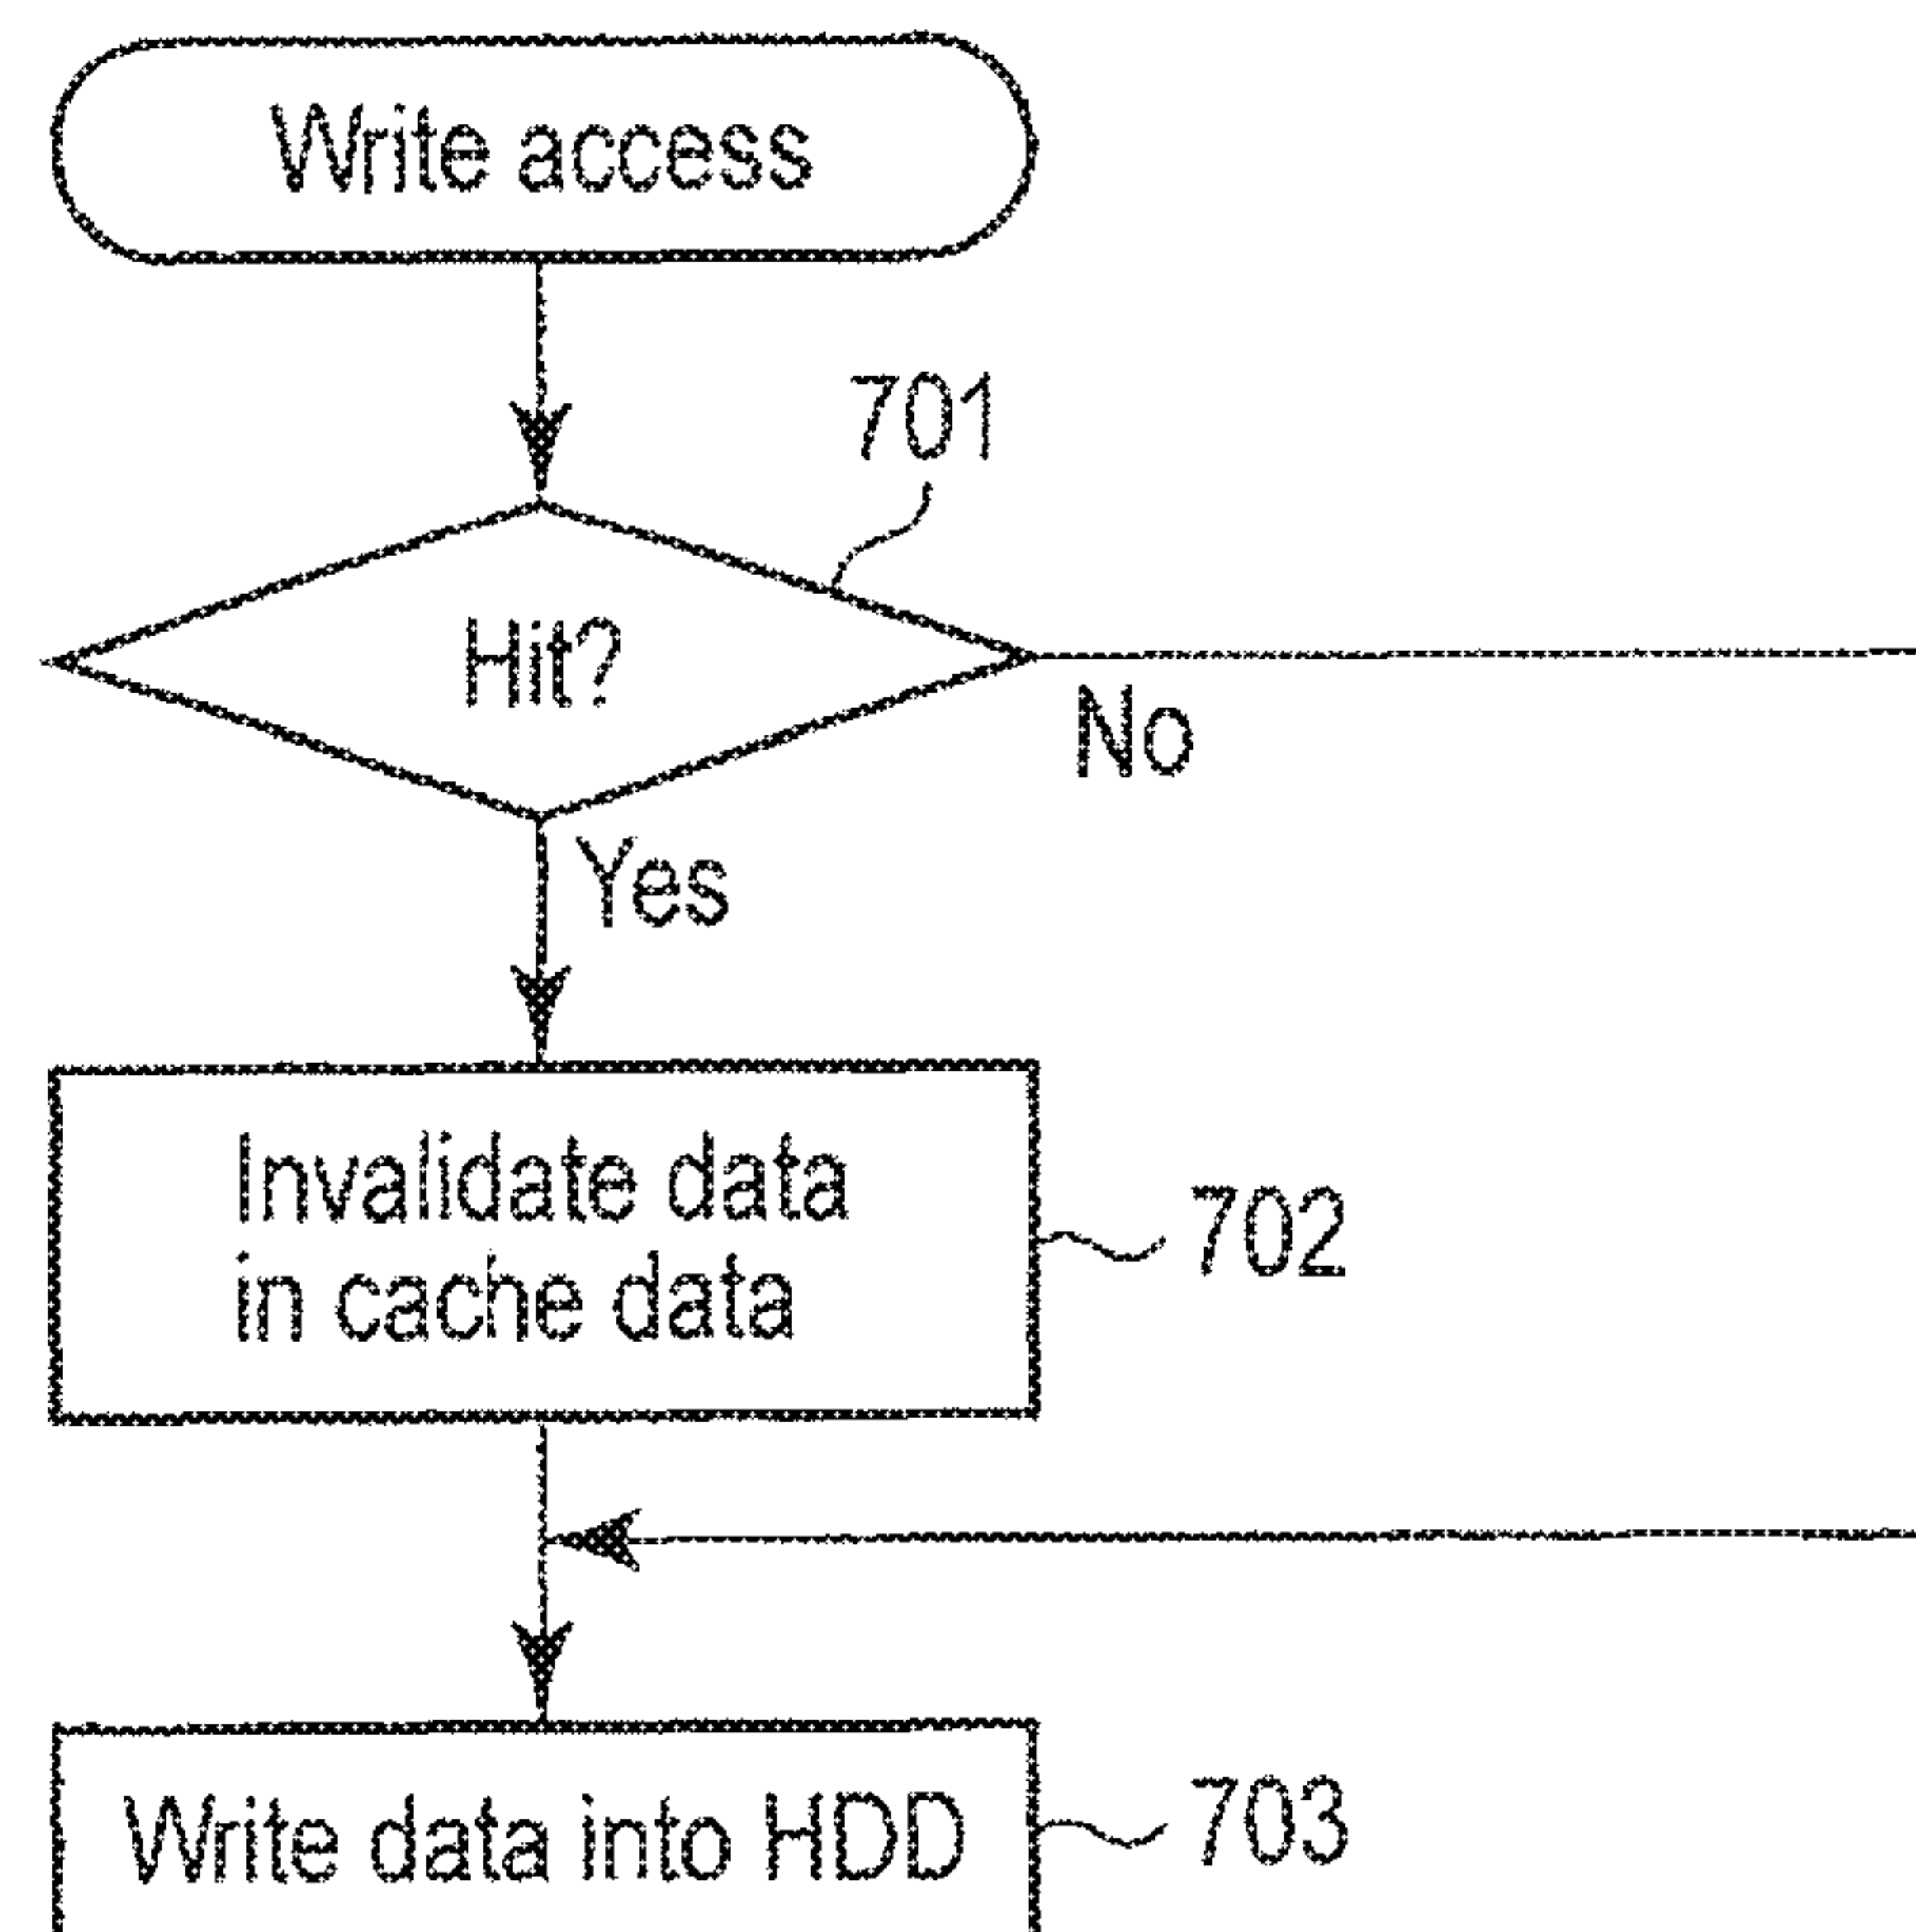 Write access
701
Hit?
No
Yes
Invalidate data
in cache data
702
Write data into HDD
703